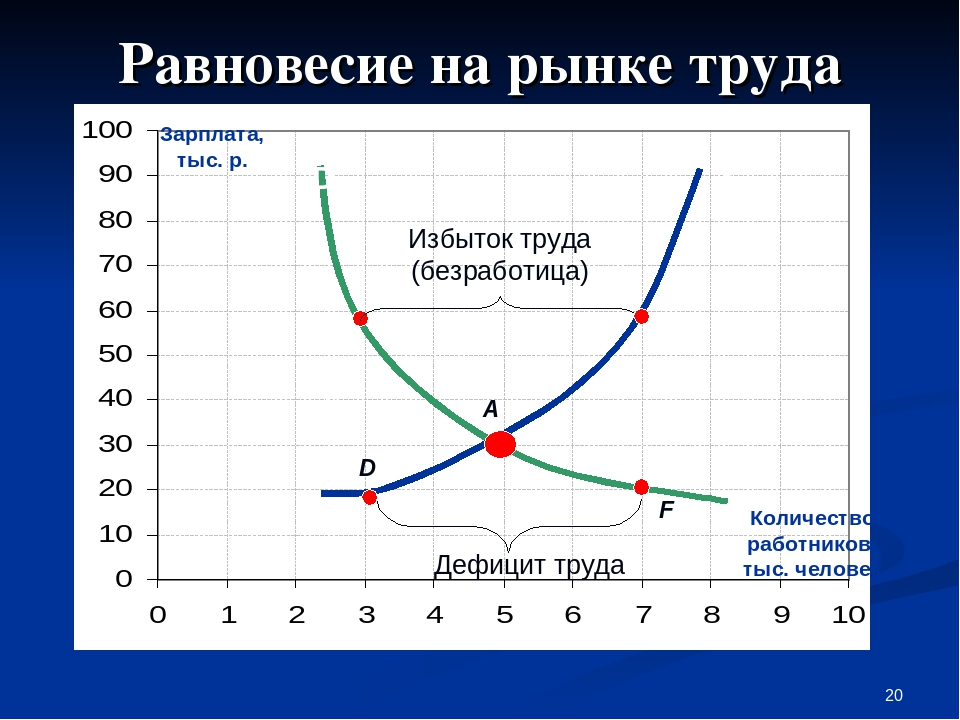 Равновесие на рынке труда
100
Зарплата,
тыс. р.
90
80
Избыток труда
(безработица)
70
60
50
40
A
30
D
20
F
Количество
работников
тыс. челове
10
Дефицит труда
0
0 1 2 3 4 5 6 7 8 9 10
20